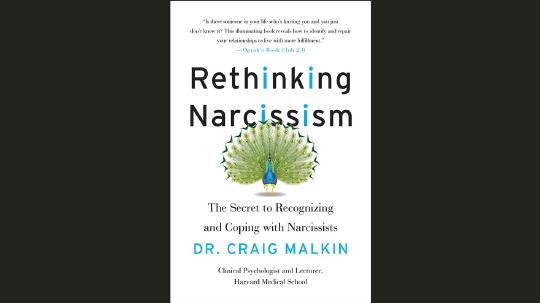 “Is there someone in your life who's hurting you and you just
don't know it? This illuminating book reveals how to identify and repair
your relationships to live with more fulfillment.”
—Oprah's Book Club 2.0
Rethinking
Narcissism
The Secret to Recognizing
and Coping with Narcissists
DR. CRAIG MALKIN
Clinical Psychologist and Lecturer,
Harvard Medical School